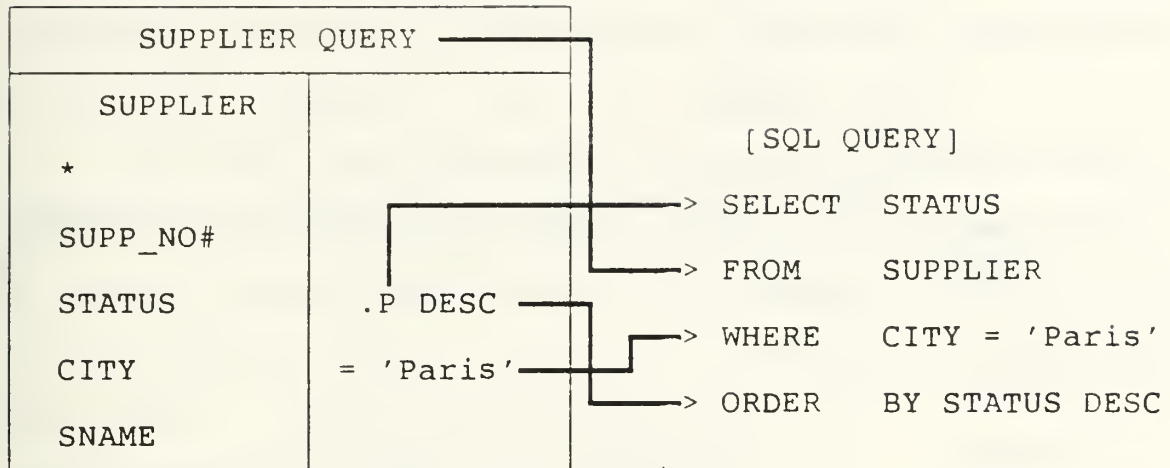 SUPPLIER QUERY
SUPPLIER
*
SUPP_NO#
STATUS .P DESC
CITY = 'Paris'
SNAME
[SQL QUERY]
> SELECT STATUS
> FROM SUPPLIER
> WHERE CITY = 'Paris'
> ORDER BY STATUS DESC